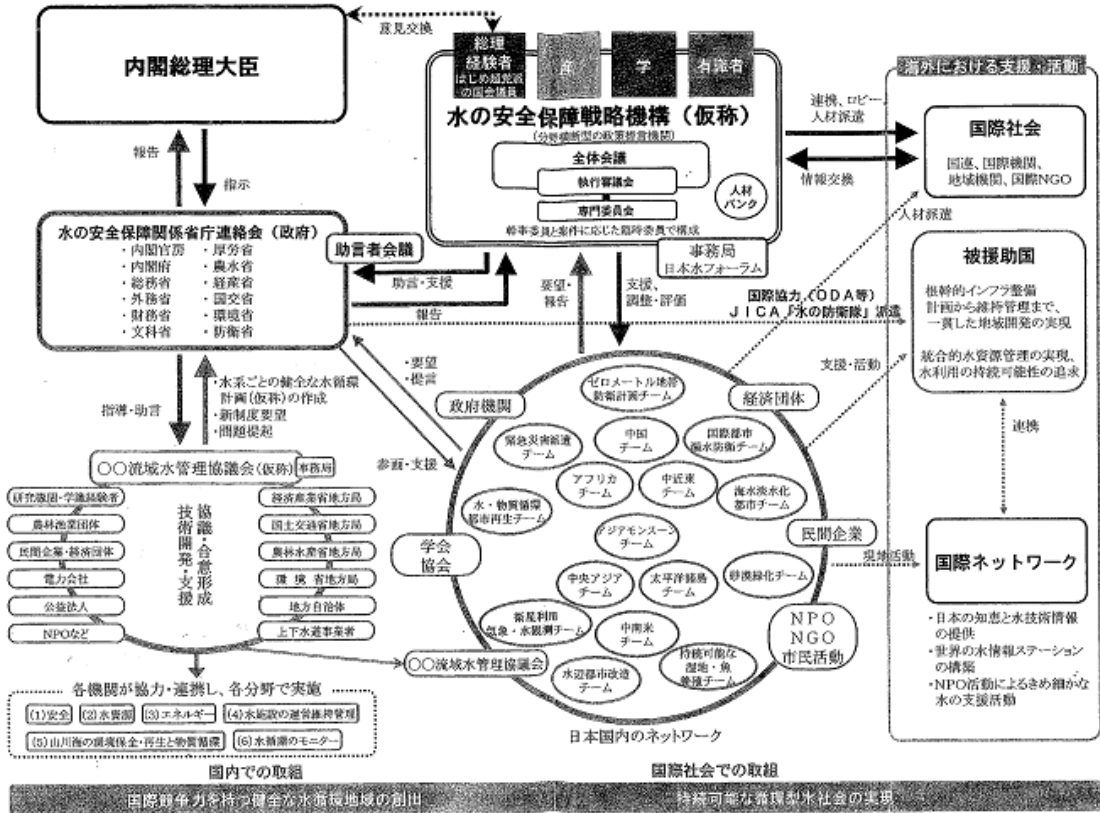 内閣総理大臣
意見交換
総理
経験者
はじめ超党派
の国会議員
産
学
有識者
水の安全保障戦略機構（仮称）
(分野横断型の政策提言機関)
全体会議
執行審議会
専門委員会
人材
バンク
幹事委員と案件に応じた臨時委員で構成
事務局
日本水フォーラム
報告
指示
水の安全保障関係省庁連絡会（政府）
・内閣官房
・内閣府
・総務省
・外務省
・財務省
・文科省
・厚労省
・農水省
・経産省
・国交省
・環境省
・防衛省
助言者会議
助言・支援
報告
要望・
報告
支援、
調整・評価
連携、ロビー、
人材派遣
情報交換
海外における支援・活動
国際社会
国連、国際機関、
地域機関、国際NGO
人材派遣
被援助国
根幹的インフラ整備
計画から維持管理まで、
一貫した地域開発の実現
統合的水資源管理の実現、
水利用の持続可能性の追求
国際協力（ODA等）
JICA「水の防衛隊」派遣
支援・活動
連携
現地活動
国際ネットワーク
・日本の知恵と水技術情報
の提供
・世界の水情報ステーション
の構築
・NPO活動によるきめ細かな
水の支援活動
指導・助言
・水系ごとの健全な水循環
計画(仮称)の作成
・新制度要望
・問題提起
・要望
・提言
参画・支援
〇〇流域水管理協議会(仮称)
事務局
研究機関・学識経験者
農林漁業団体
民間企業・経済団体
電力会社
公益法人
NPOなど
協議・合意形成
技術開発・支援
経済産業省地方局
国土交通省地方局
農林水産省地方局
環境省地方局
地方自治体
上下水道事業者
〇〇流域水管理協議会
各機関が協力・連携し、各分野で実施
(1)安全
(2)水資源
(3)エネルギー
(4)水施設の運営維持管理
(5)山川海の環境保全・再生と物質循環
(6)水循環のモニター
政府機関
経済団体
学会
協会
民間企業
NPO
NGO
市民活動
ゼロメートル地帯
防衛計画チーム
緊急災害派遣
チーム
中国
チーム
国際都市
洪水防衛チーム
アフリカ
チーム
中近東
チーム
水・物質循環
都市再生チーム
海水淡水化
都市チーム
アジアモンスーン
チーム
中央アジア
チーム
太平洋諸島
チーム
砂漠緑化チーム
衛星利用
気象・水観測チーム
中南米
チーム
水辺都市改造
チーム
持続可能な
湿地・魚
養殖チーム
日本国内のネットワーク
国内での取組
国際社会での取組
国際競争力を持つ健全な水循環地域の創出
持続可能な循環型水社会の実現